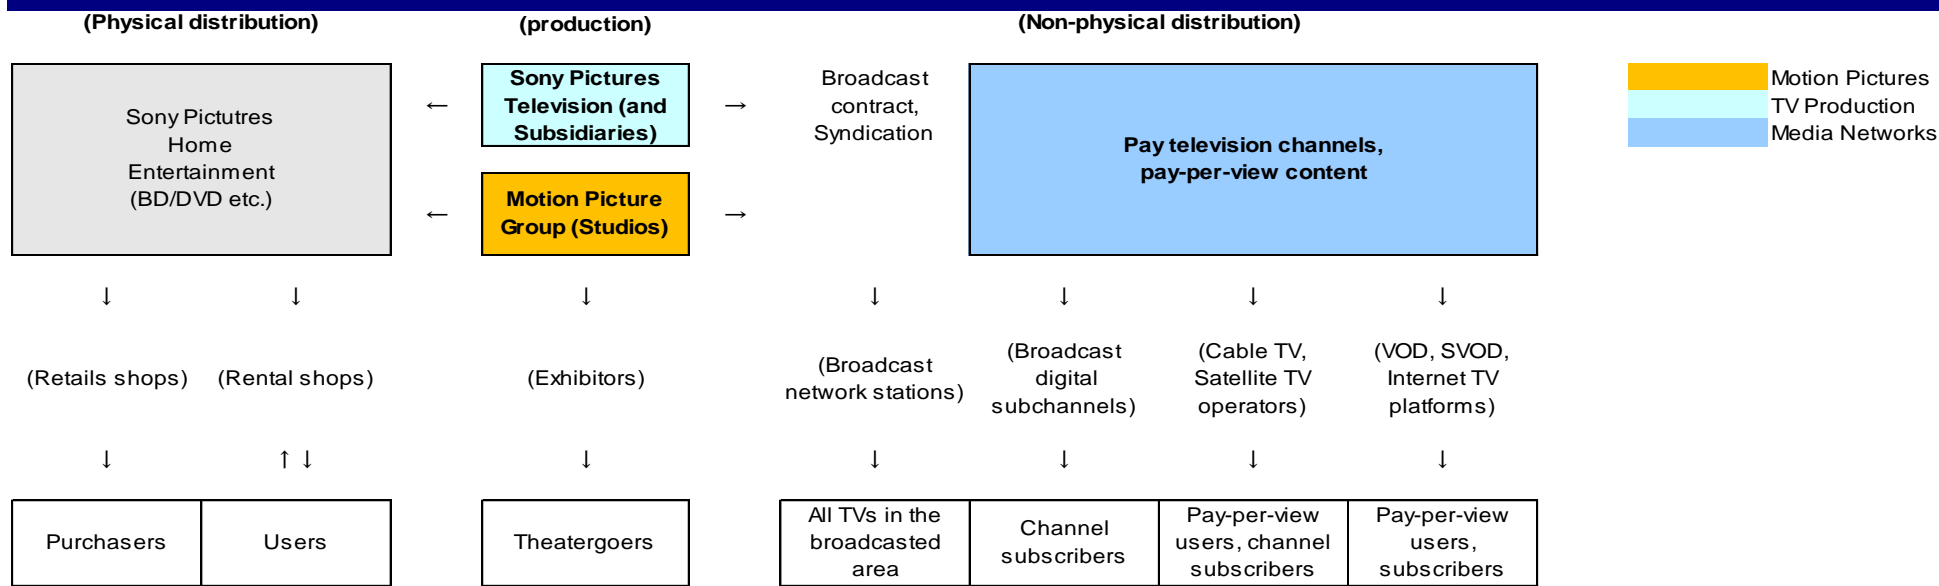 (Physical distribution)
(production)
(Non-physical distribution)
Sony Pictutres
Home
Entertainment
(BD/DVD etc.)
←
Sony Pictures
Television (and
Subsidiaries)
→
Broadcast
contract,
Syndication
←
Motion Picture
Group (Studios)
→
Pay television channels,
pay-per-view content
Motion Pictures
TV Production
Media Networks
↓ ↓ ↓ ↓ ↓ ↓ ↓
(Retails shops)
(Rental shops)
(Exhibitors)
(Broadcast
network stations)
(Broadcast
digital
subchannels)
(Cable TV,
Satellite TV
operators)
(VOD, SVOD,
Internet TV
platforms)
↓ ↑↓ ↓ ↓ ↓ ↓ ↓
Purchasers
Users
Theatergoers
All TVs in the
broadcasted
area
Channel
subscribers
Pay-per-view
users, channel
subscribers
Pay-per-view
users,
subscribers